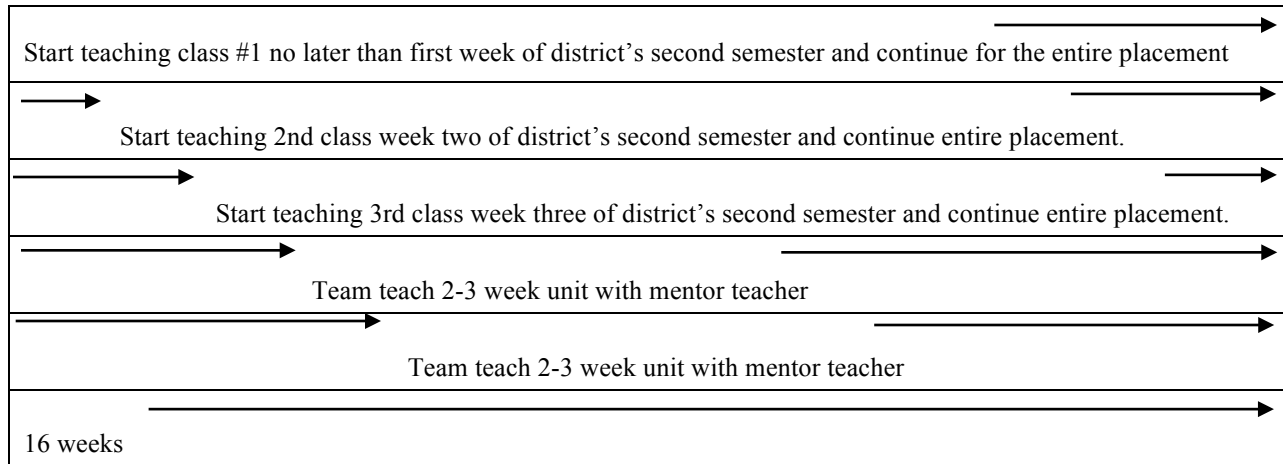 Start teaching class #1 no later than first week of district’s second semester and continue for the entire placement
Start teaching 2nd class week two of district’s second semester and continue entire placement.
Start teaching 3rd class week three of district’s second semester and continue entire placement.
Team teach 2-3 week unit with mentor teacher
Team teach 2-3 week unit with mentor teacher
16 weeks